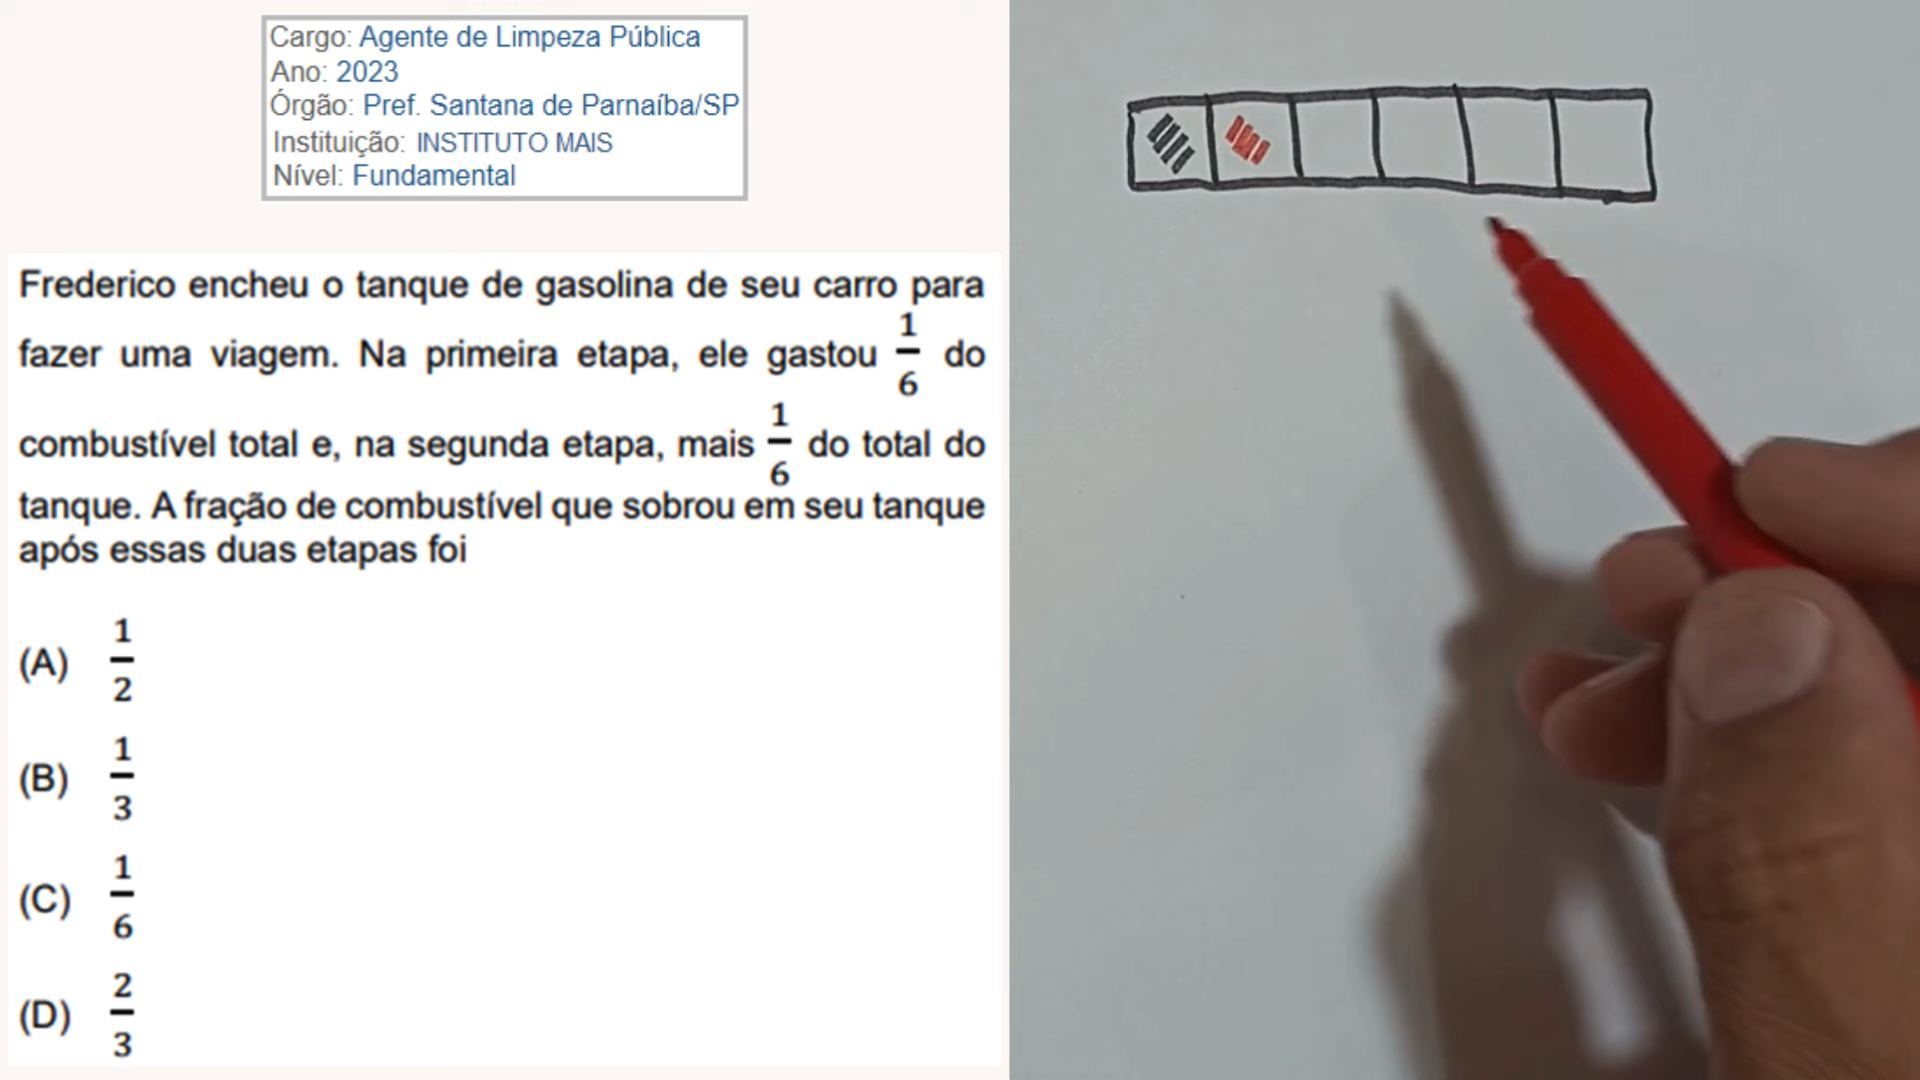 Cargo: Agente de Limpeza Pública
Ano: 2023
Órgão: Pref. Santana de Parnaíba/SP
Instituição: INSTITUTO MAIS
Nível: Fundamental
Frederico encheu o tanque de gasolina de seu carro para
fazer uma viagem. Na primeira etapa, ele gastou 1/6 do
combustível total e, na segunda etapa, mais 1/6 do total do
tanque. A fração de combustível que sobrou em seu tanque
após essas duas etapas foi
(A) 1/2
(B) 1/3
(C) 1/6
(D) 2/3